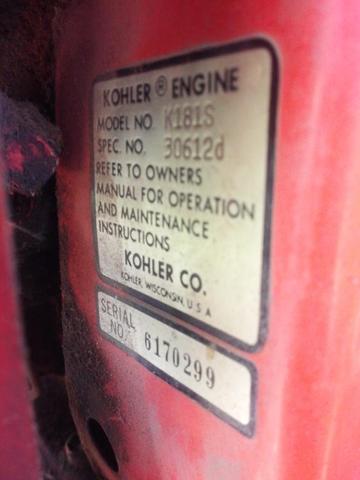 KOHLER ® ENGINE
MODEL NO. K181S
SPEC. NO. 30612d
REFER TO OWNERS
MANUAL FOR OPERATION
AND MAINTENANCE
INSTRUCTIONS
KOHLER CO.
KOHLER, WISCONSIN, U. S. A
SERIAL
NO. 6170299